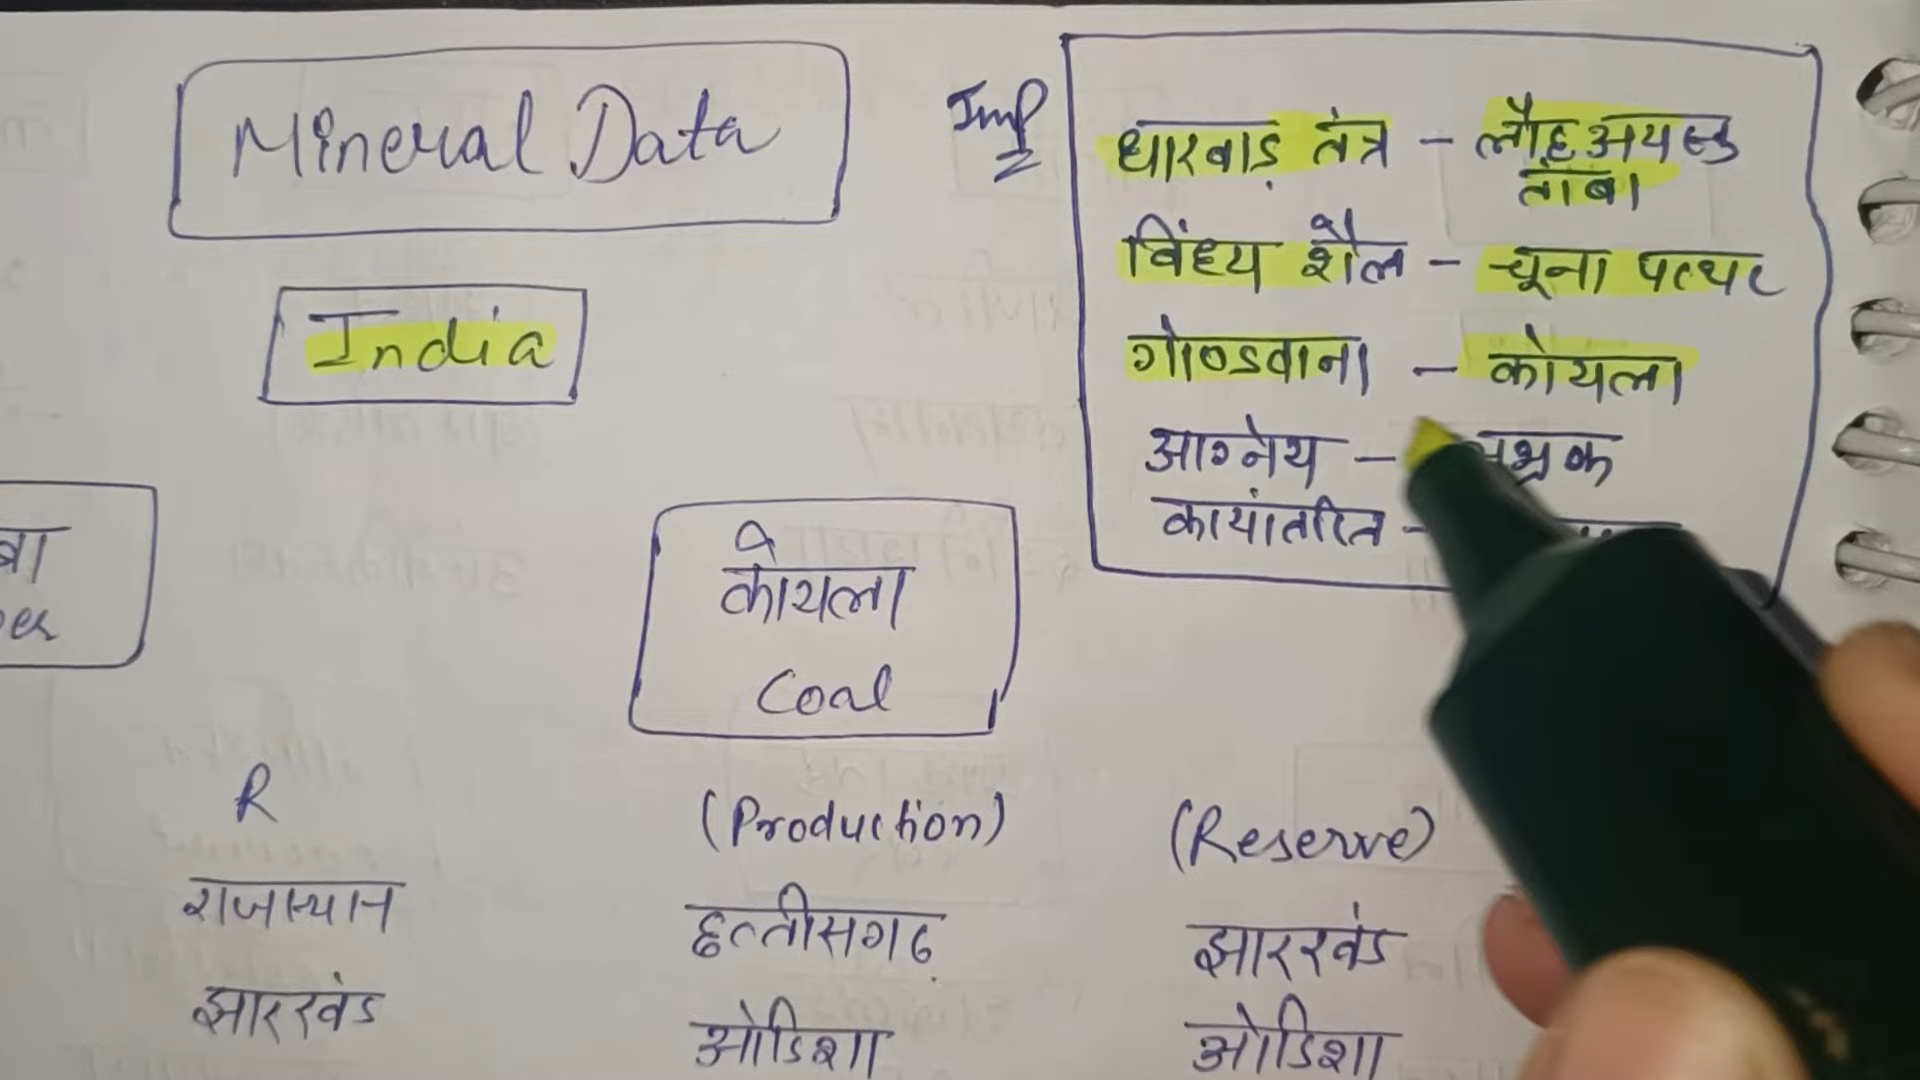 Mineral Data
India
Imp
धारवाड़ तंत्र - लौह अयस्क
तांबा
विंध्य शैल - चूना पत्थर
गोण्डवाना - कोयला
आग्नेय -
कायांतरित -
कोयला
Coal
R
राजस्थान
झारखंड
(Production)
छत्तीसगढ़
ओडिशा
(Reserve)
झारखंड
ओडिशा